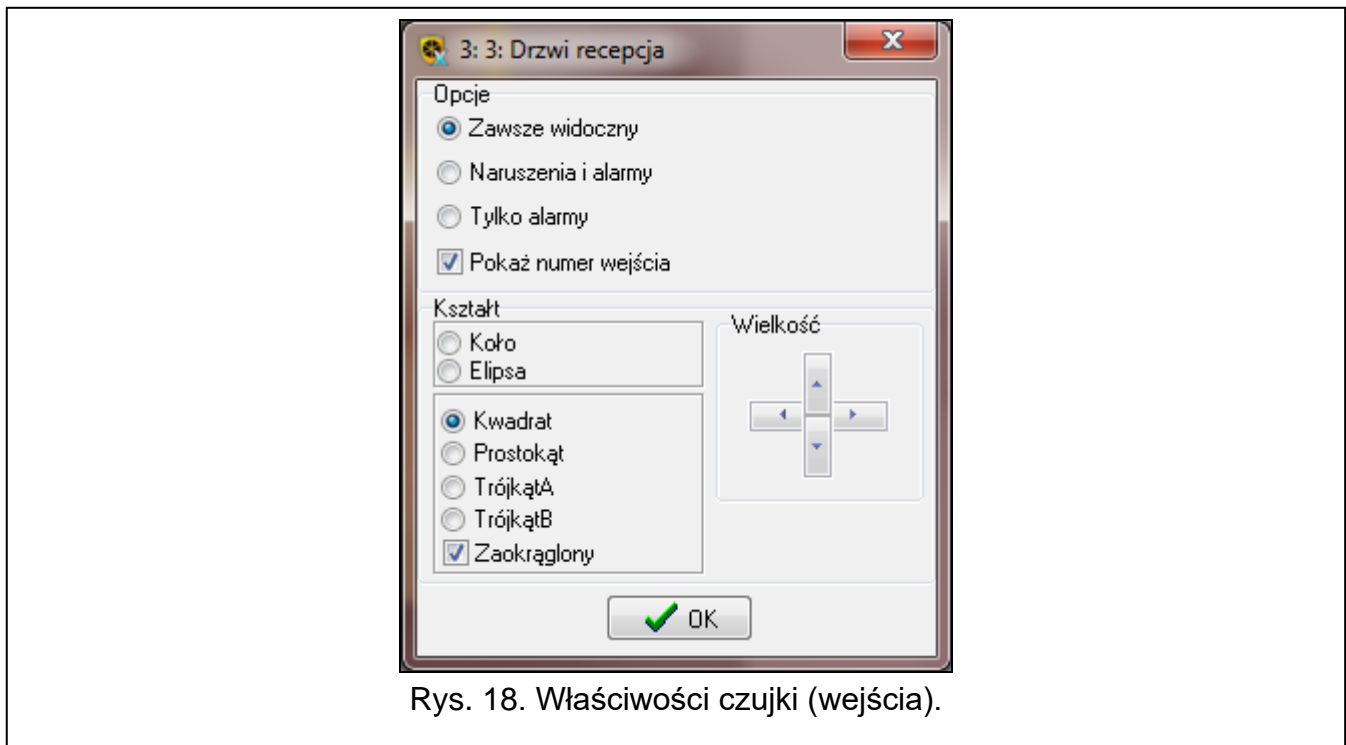 3: 3: Drzwi recepcja
Opcje
Zawsze widoczny
Naruszenia i alarmy
Tylko alarmy
Pokaż numer wejścia
Kształt
Koło
Elipsa
Wielkość
Kwadrat
Prostokąt
TrójkątA
TrójkątB
Zaokrąglony
OK
Rys. 18. Właściwości czujki (wejścia).